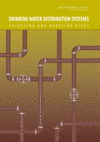 DRINKING WATER DISTRIBUTION SYSTEMS
ASSESSING AND REDUCING RISKS